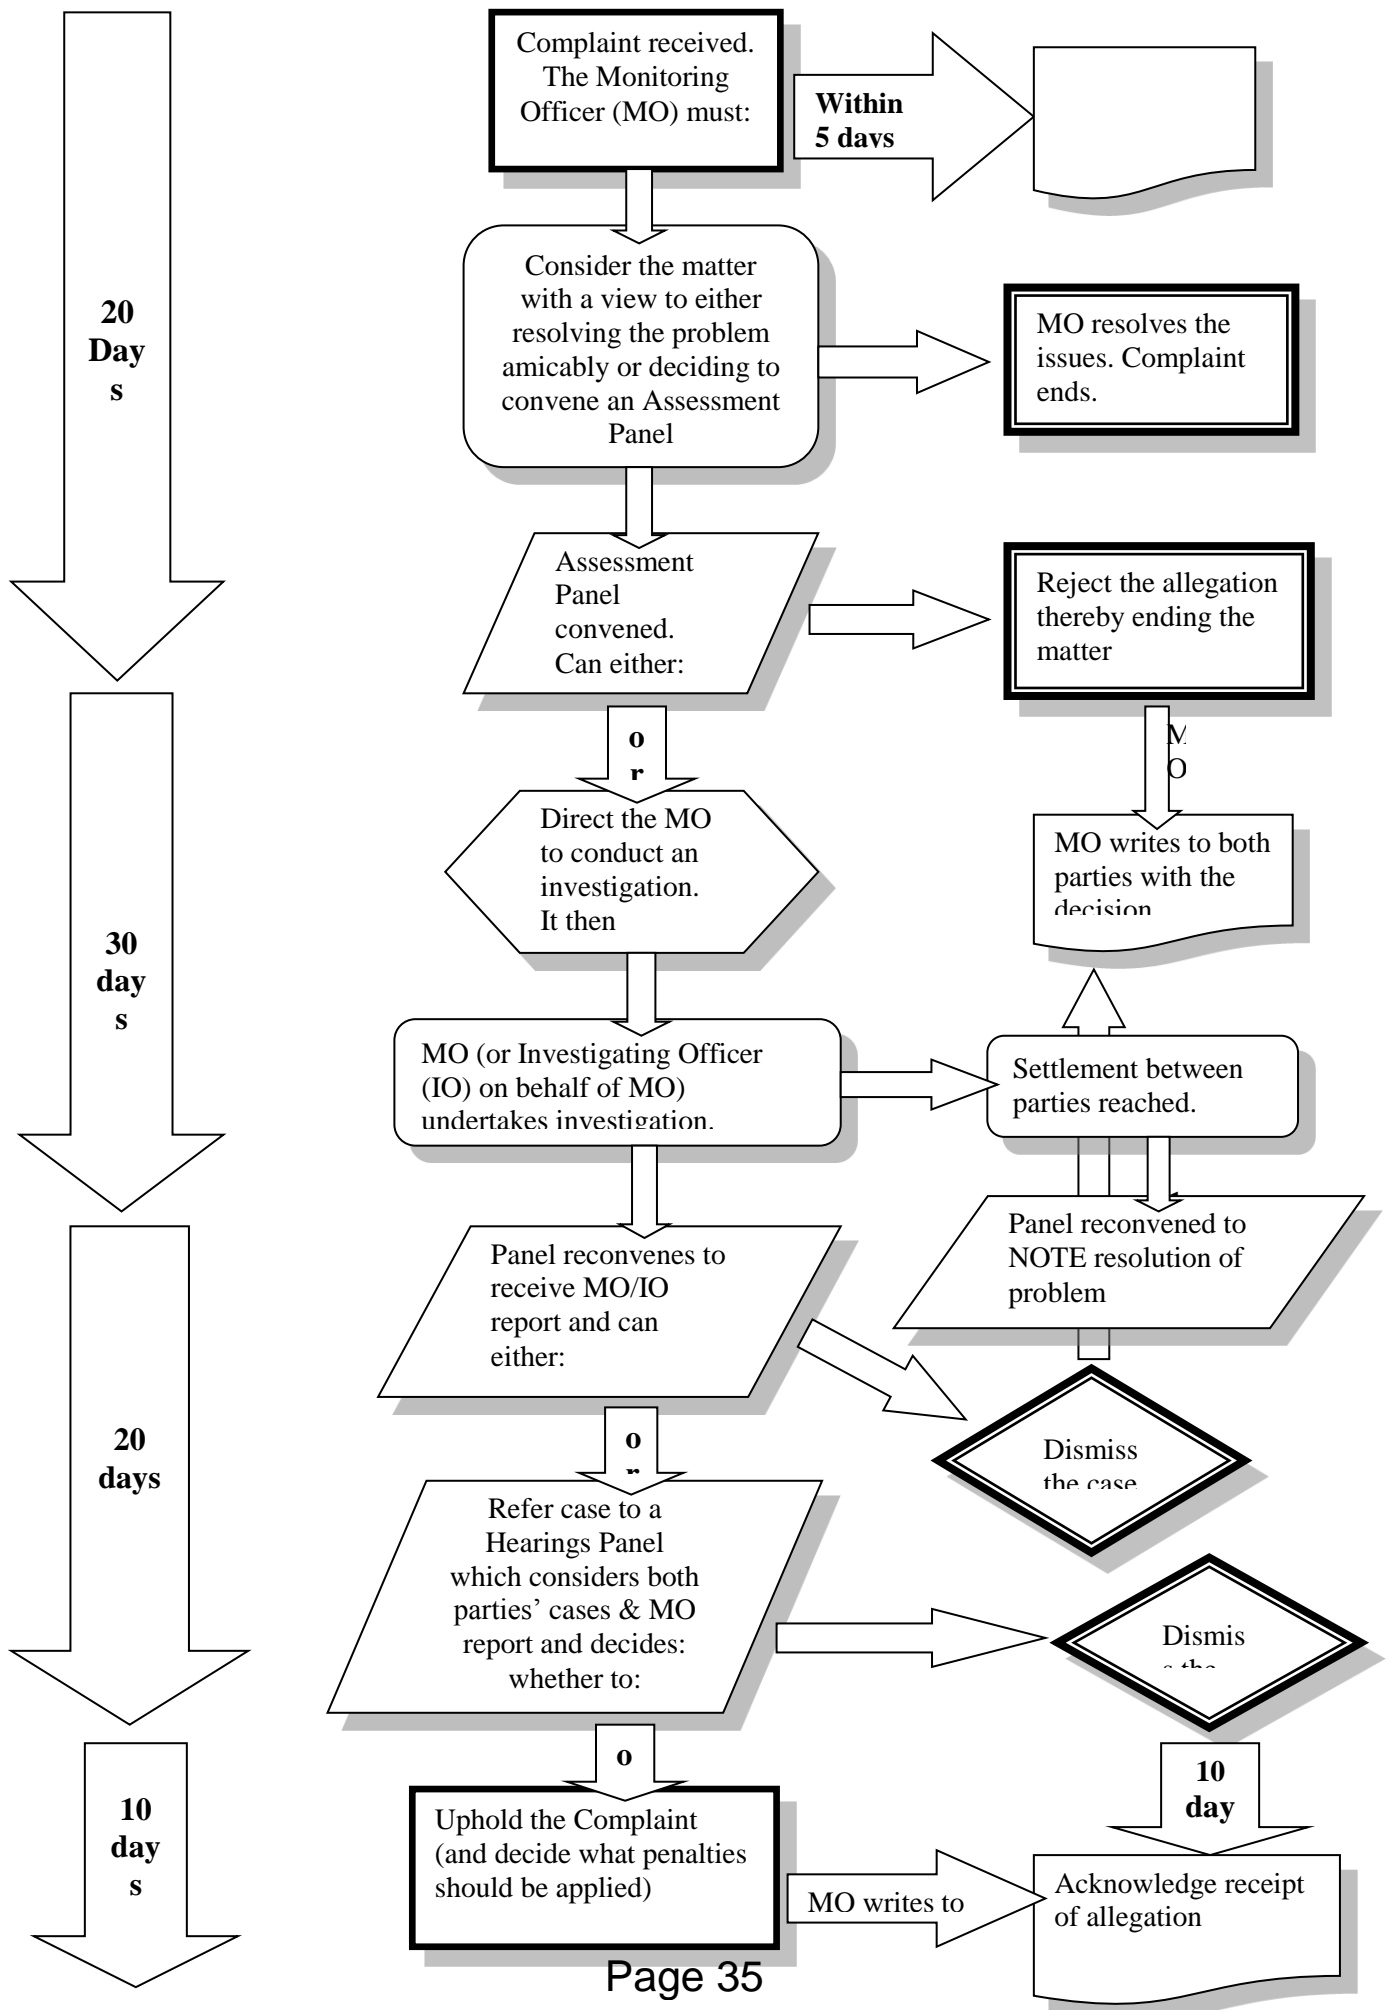 Complaint received.
The Monitoring
Officer (MO) must:
Within
5 days
20
Day
s
Consider the matter
with a view to either
resolving the problem
amicably or deciding to
convene an Assessment
Panel
MO resolves the
issues. Complaint
ends.
Assessment
Panel
convened.
Can either:
Reject the allegation
thereby ending the
matter
o
r
M
O
Direct the MO
to conduct an
investigation.
It then
MO writes to both
parties with the
decision
30
day
s
MO (or Investigating Officer
(IO) on behalf of MO)
undertakes investigation.
Settlement between
parties reached.
Panel reconvenes to
receive MO/IO
report and can
either:
Panel reconvened to
NOTE resolution of
problem
20
days
o
r
Dismiss
the case
Refer case to a
Hearings Panel
which considers both
parties’ cases & MO
report and decides:
whether to:
Dismis
s the
o
10
day
s
10
day
Uphold the Complaint
(and decide what penalties
should be applied)
MO writes to
Acknowledge receipt
of allegation
Page 35